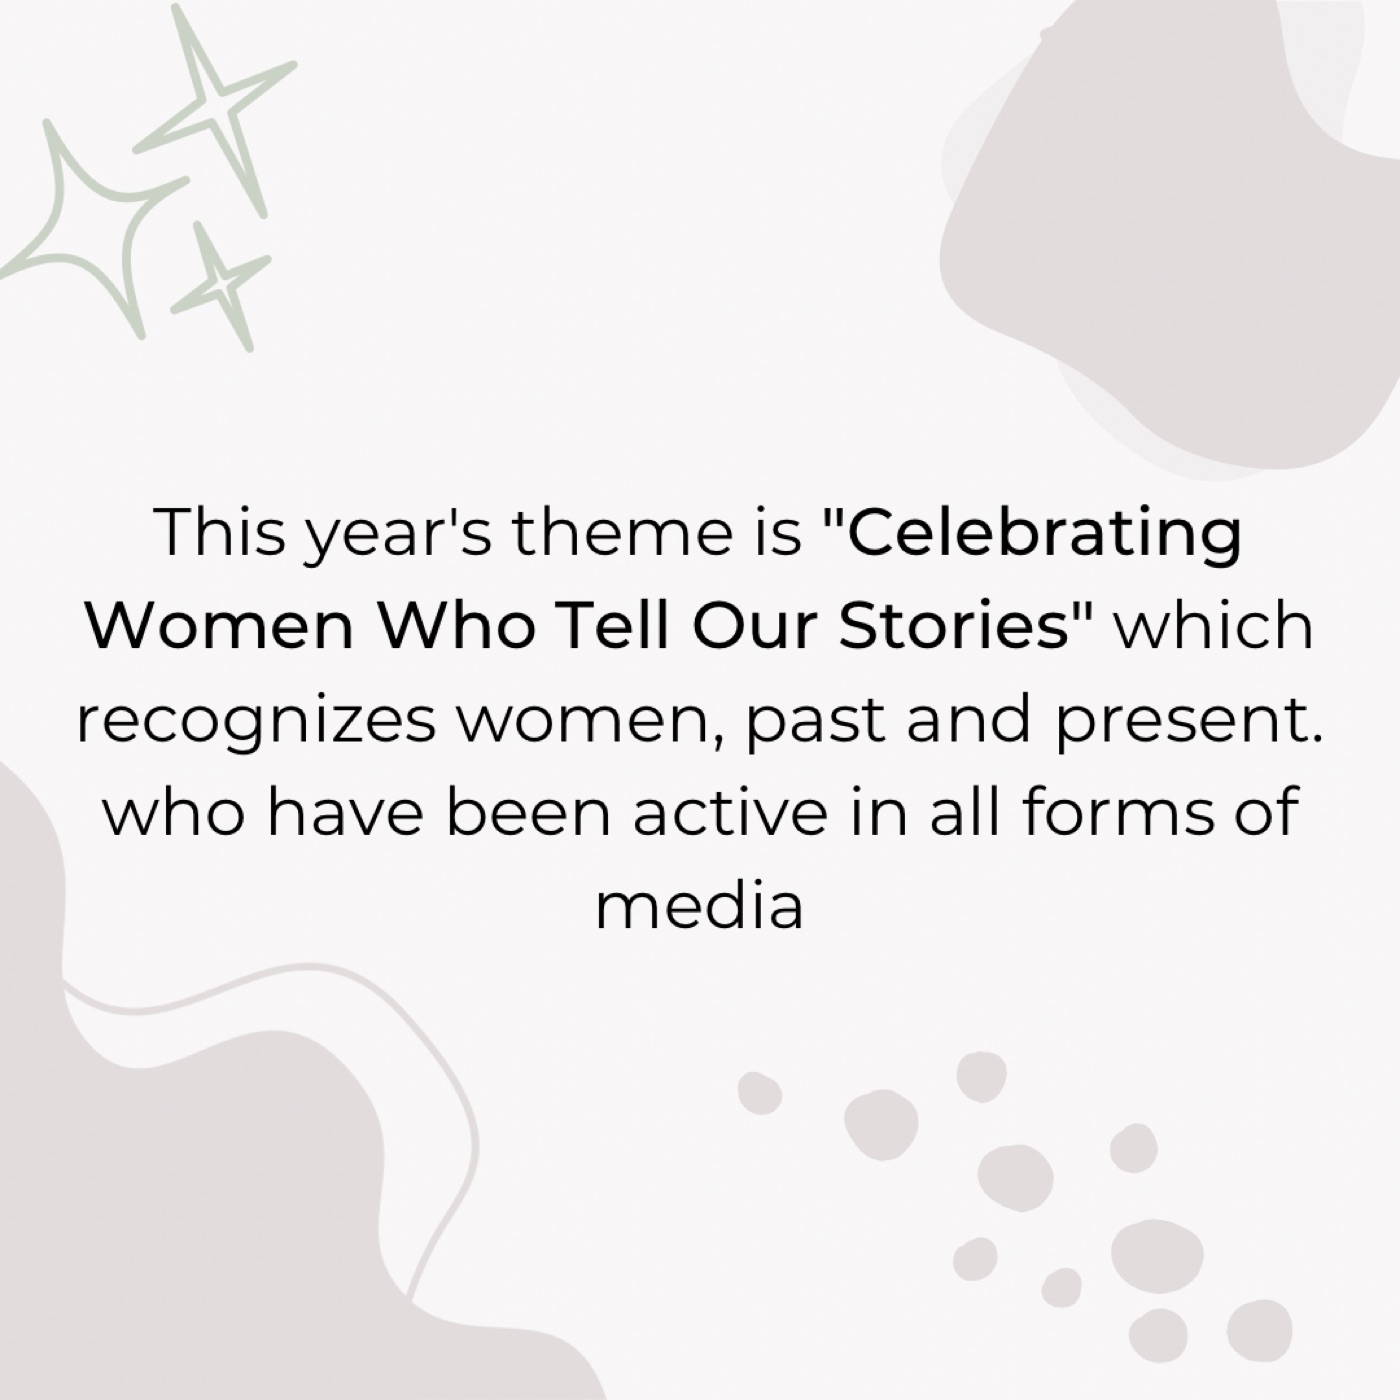 This year's theme is "Celebrating
Women Who Tell Our Stories" which
recognizes women, past and present.
who have been active in all forms of
media